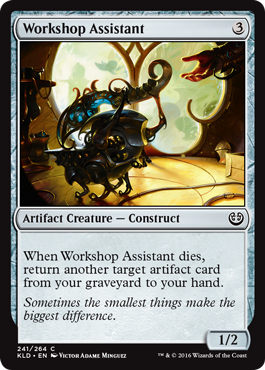 Workshop Assistant 3
Artifact Creature — Construct
When Workshop Assistant dies,
return another target artifact card
from your graveyard to your hand.
Sometimes the smallest things make the
biggest difference.
1/2
241/264 C
KLD • EN Victor Adame Minguez
™ & © 2016 Wizards of the Coast